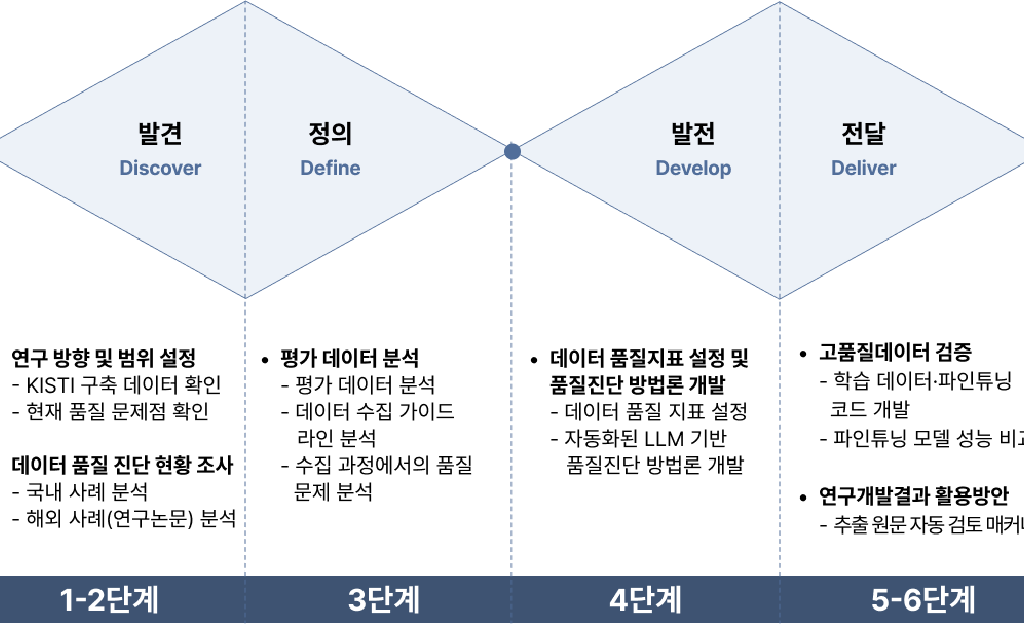 발견
Discover
정의
Define
발전
Develop
전달
Deliver
연구 방향 및 범위 설정
- KISTI 구축 데이터 확인
- 현재 품질 문제점 확인
데이터 품질 진단 현황 조사
- 국내 사례 분석
- 해외 사례(연구논문) 분석
• 평가 데이터 분석
- 평가 데이터 분석
- 데이터 수집 가이드
라인 분석
- 수집 과정에서의 품질
문제 분석
• 데이터 품질지표 설정 및
품질진단 방법론 개발
- 데이터 품질 지표 설정
- 자동화된 LLM 기반
품질진단 방법론 개발
• 고품질데이터 검증
- 학습 데이터·파인튜닝
코드 개발
- 파인튜닝 모델 성능
• 연구개발결과 활용방안
- 추출 원문 자동 검토
1-2단계
3단계
4단계
5-6단계